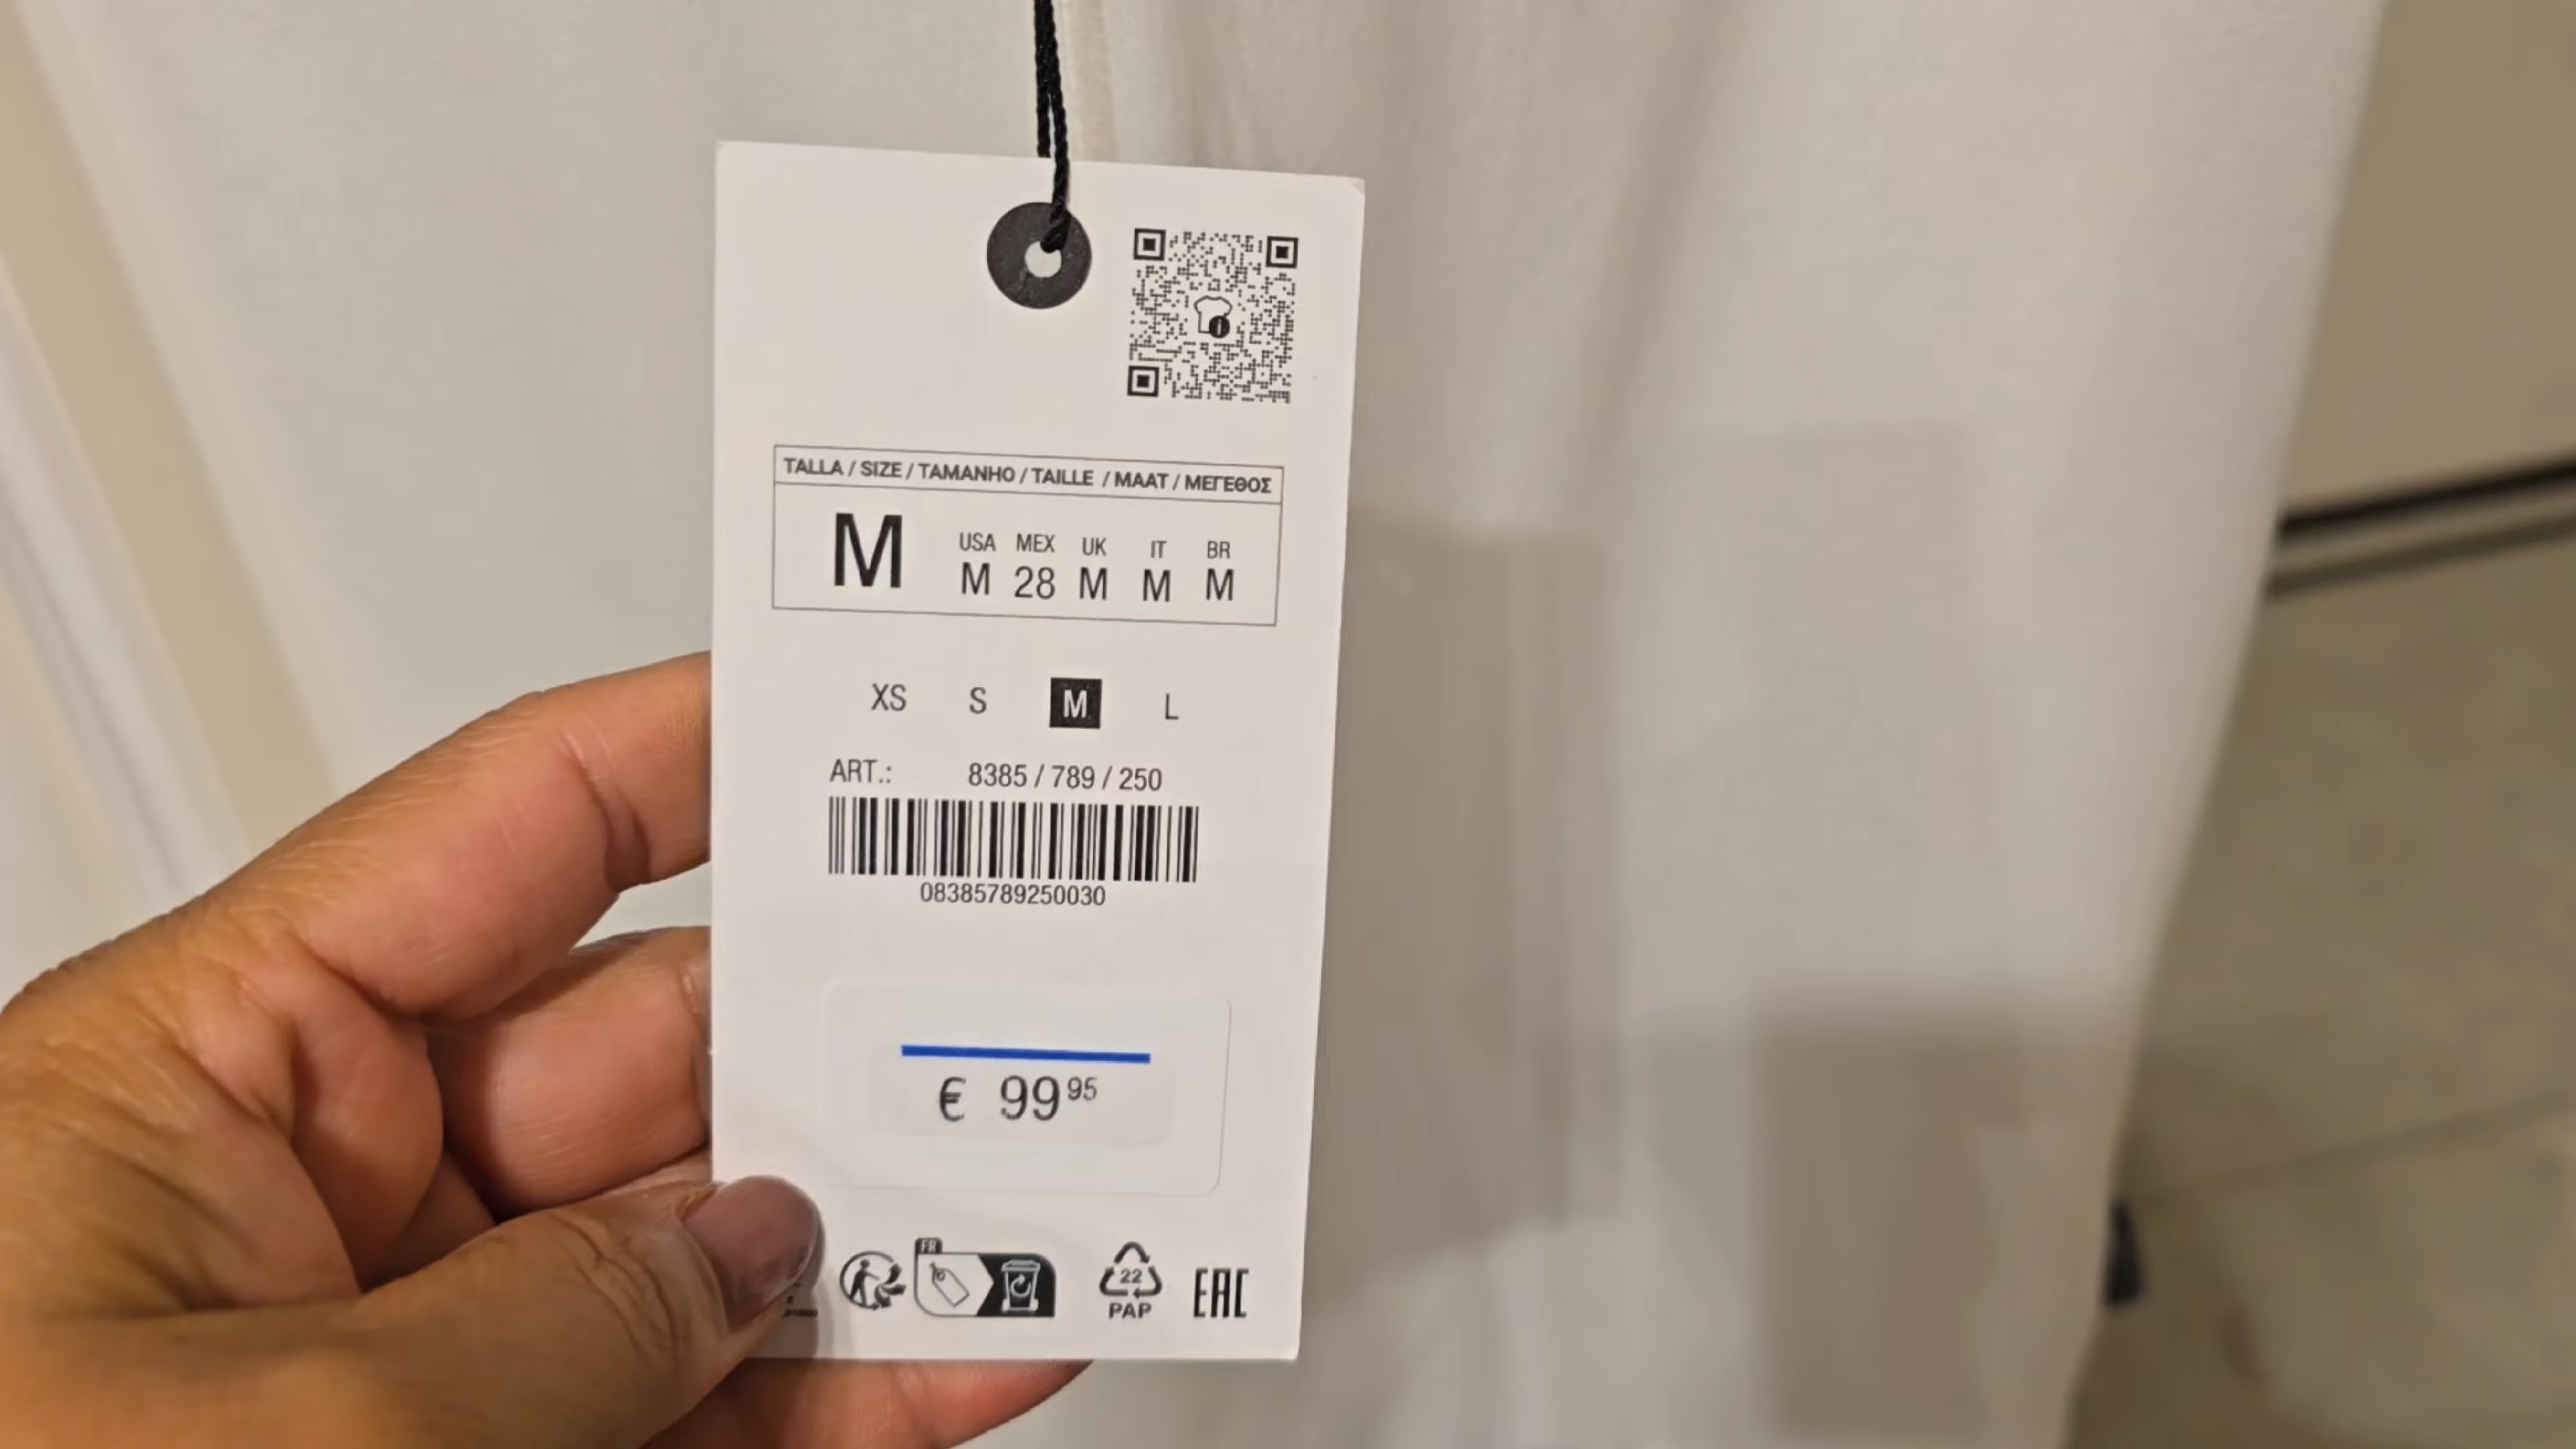 TALLA / SIZE / TAMANHO / TAILLE / MAAT / ΜΕΓΕΘΟΣ
M
USA MEX UK IT BR
M 28 M M M
XS S M L
ART.: 8385 / 789 / 250
08385789250030
€ 99 95
FR
22
PAP
EAC